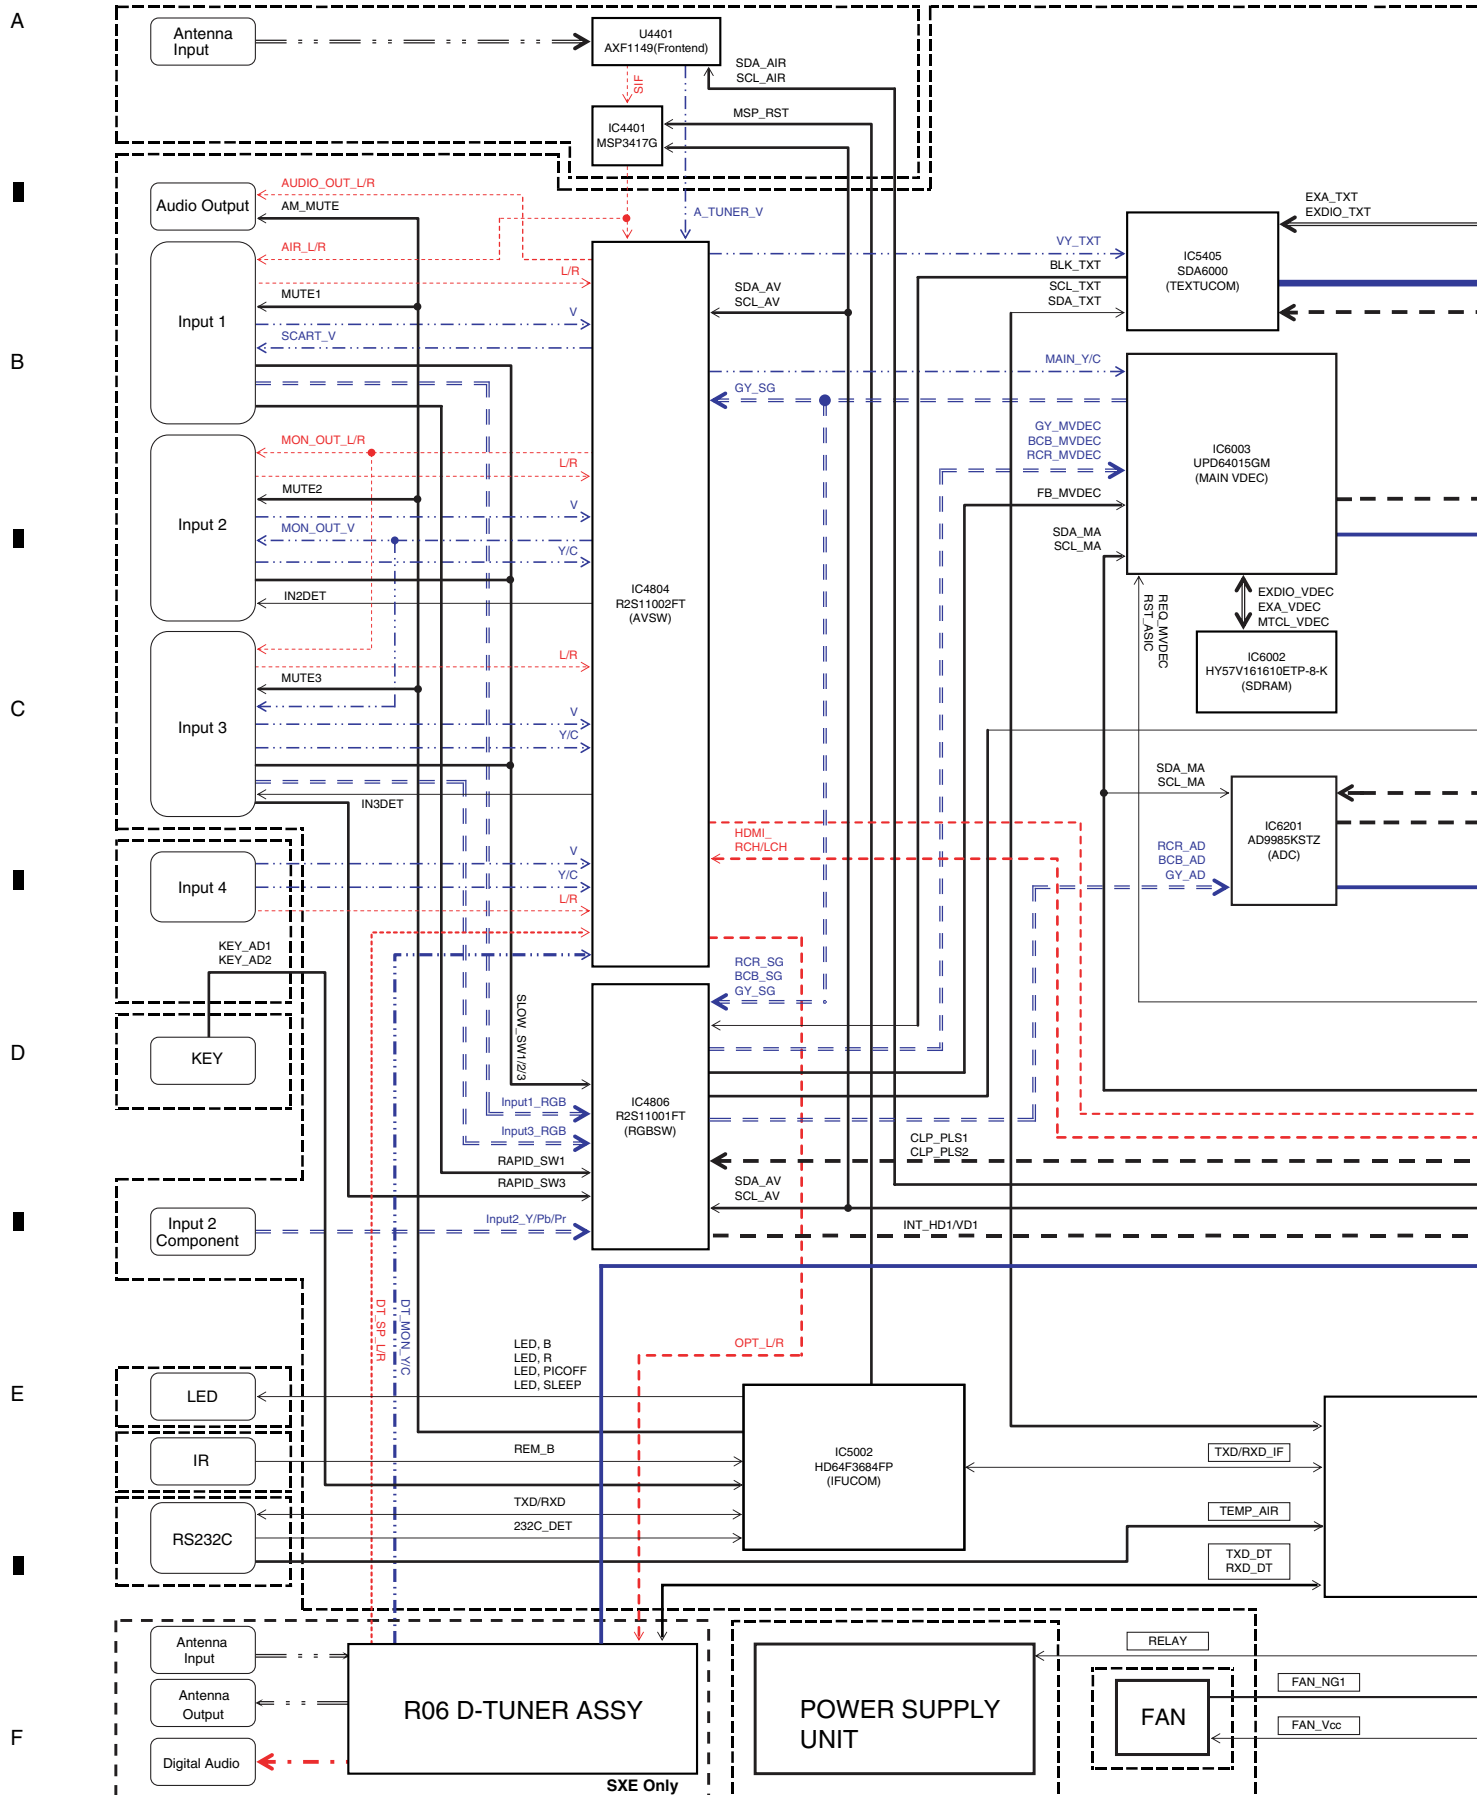 A
Antenna
Input
U4401
AXF1149(Frontend)
SDA_AIR
SCL_AIR
SIF
IC4401
MSP3417G
MSP_RST
Audio Output
AUDIO_OUT_L/R
AM_MUTE
A_TUNER_V
EXA_TXT
EXDIO_TXT
AIR_L/R
L/R
VY_TXT
BLK_TXT
SCL_TXT
SDA_TXT
IC5405
SDA6000
(TEXTUCOM)
SDA_AV
SCL_AV
MUTE1
Input 1
V
SCART_V
B
MAIN_Y/C
GY_SG
GY_MVDEC
BCB_MVDEC
RCR_MVDEC
IC6003
UPD64015GM
(MAIN VDEC)
MON_OUT_L/R
L/R
MUTE2
FB_MVDEC
Input 2
V
MON_OUT_V
SDA_MA
SCL_MA
Y/C
IN2DET
IC4804
R2S11002FT
(AVSW)
REQ_MVDEC
RST_ASIC
EXDIO_VDEC
EXA_VDEC
MTCL_VDEC
IC6002
HY57V161610ETP-8-K
(SDRAM)
L/R
MUTE3
C
Input 3
V
Y/C
SDA_MA
SCL_MA
IN3DET
HDMI_
RCH/LCH
IC6201
AD9985KSTZ
(ADC)
RCR_AD
BCB_AD
GY_AD
Input 4
V
Y/C
L/R
KEY_AD1
KEY_AD2
RCR_SG
BCB_SG
GY_SG
SLOW_SW1/2/3
D
KEY
IC4806
R2S11001FT
(RGBSW)
Input1_RGB
Input3_RGB
CLP_PLS1
CLP_PLS2
RAPID_SW1
RAPID_SW3
SDA_AV
SCL_AV
Input 2
Component
Input2_Y/Pb/Pr
INT_HD1/VD1
DT_SP_L/R
DT_MON_Y/C
OPT_L/R
LED, B
LED, R
LED, PICOFF
LED, SLEEP
E
LED
IR
REM_B
IC5002
HD64F3684FP
(IFUCOM)
TXD/RXD_IF
TXD/RXD
TEMP_AIR
232C_DET
RS232C
TXD_DT
RXD_DT
Antenna
Input
RELAY
Antenna
Output
FAN_NG1
R06 D-TUNER ASSY
POWER SUPPLY
UNIT
FAN
FAN_Vcc
F
Digital Audio
SXE Only